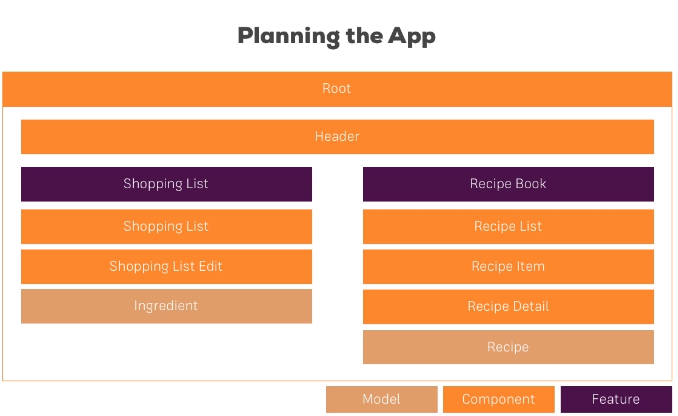 Planning the App
Root
Header
Shopping List
Shopping List
Shopping List Edit
Ingredient
Recipe Book
Recipe List
Recipe Item
Recipe Detail
Recipe
Model
Component
Feature